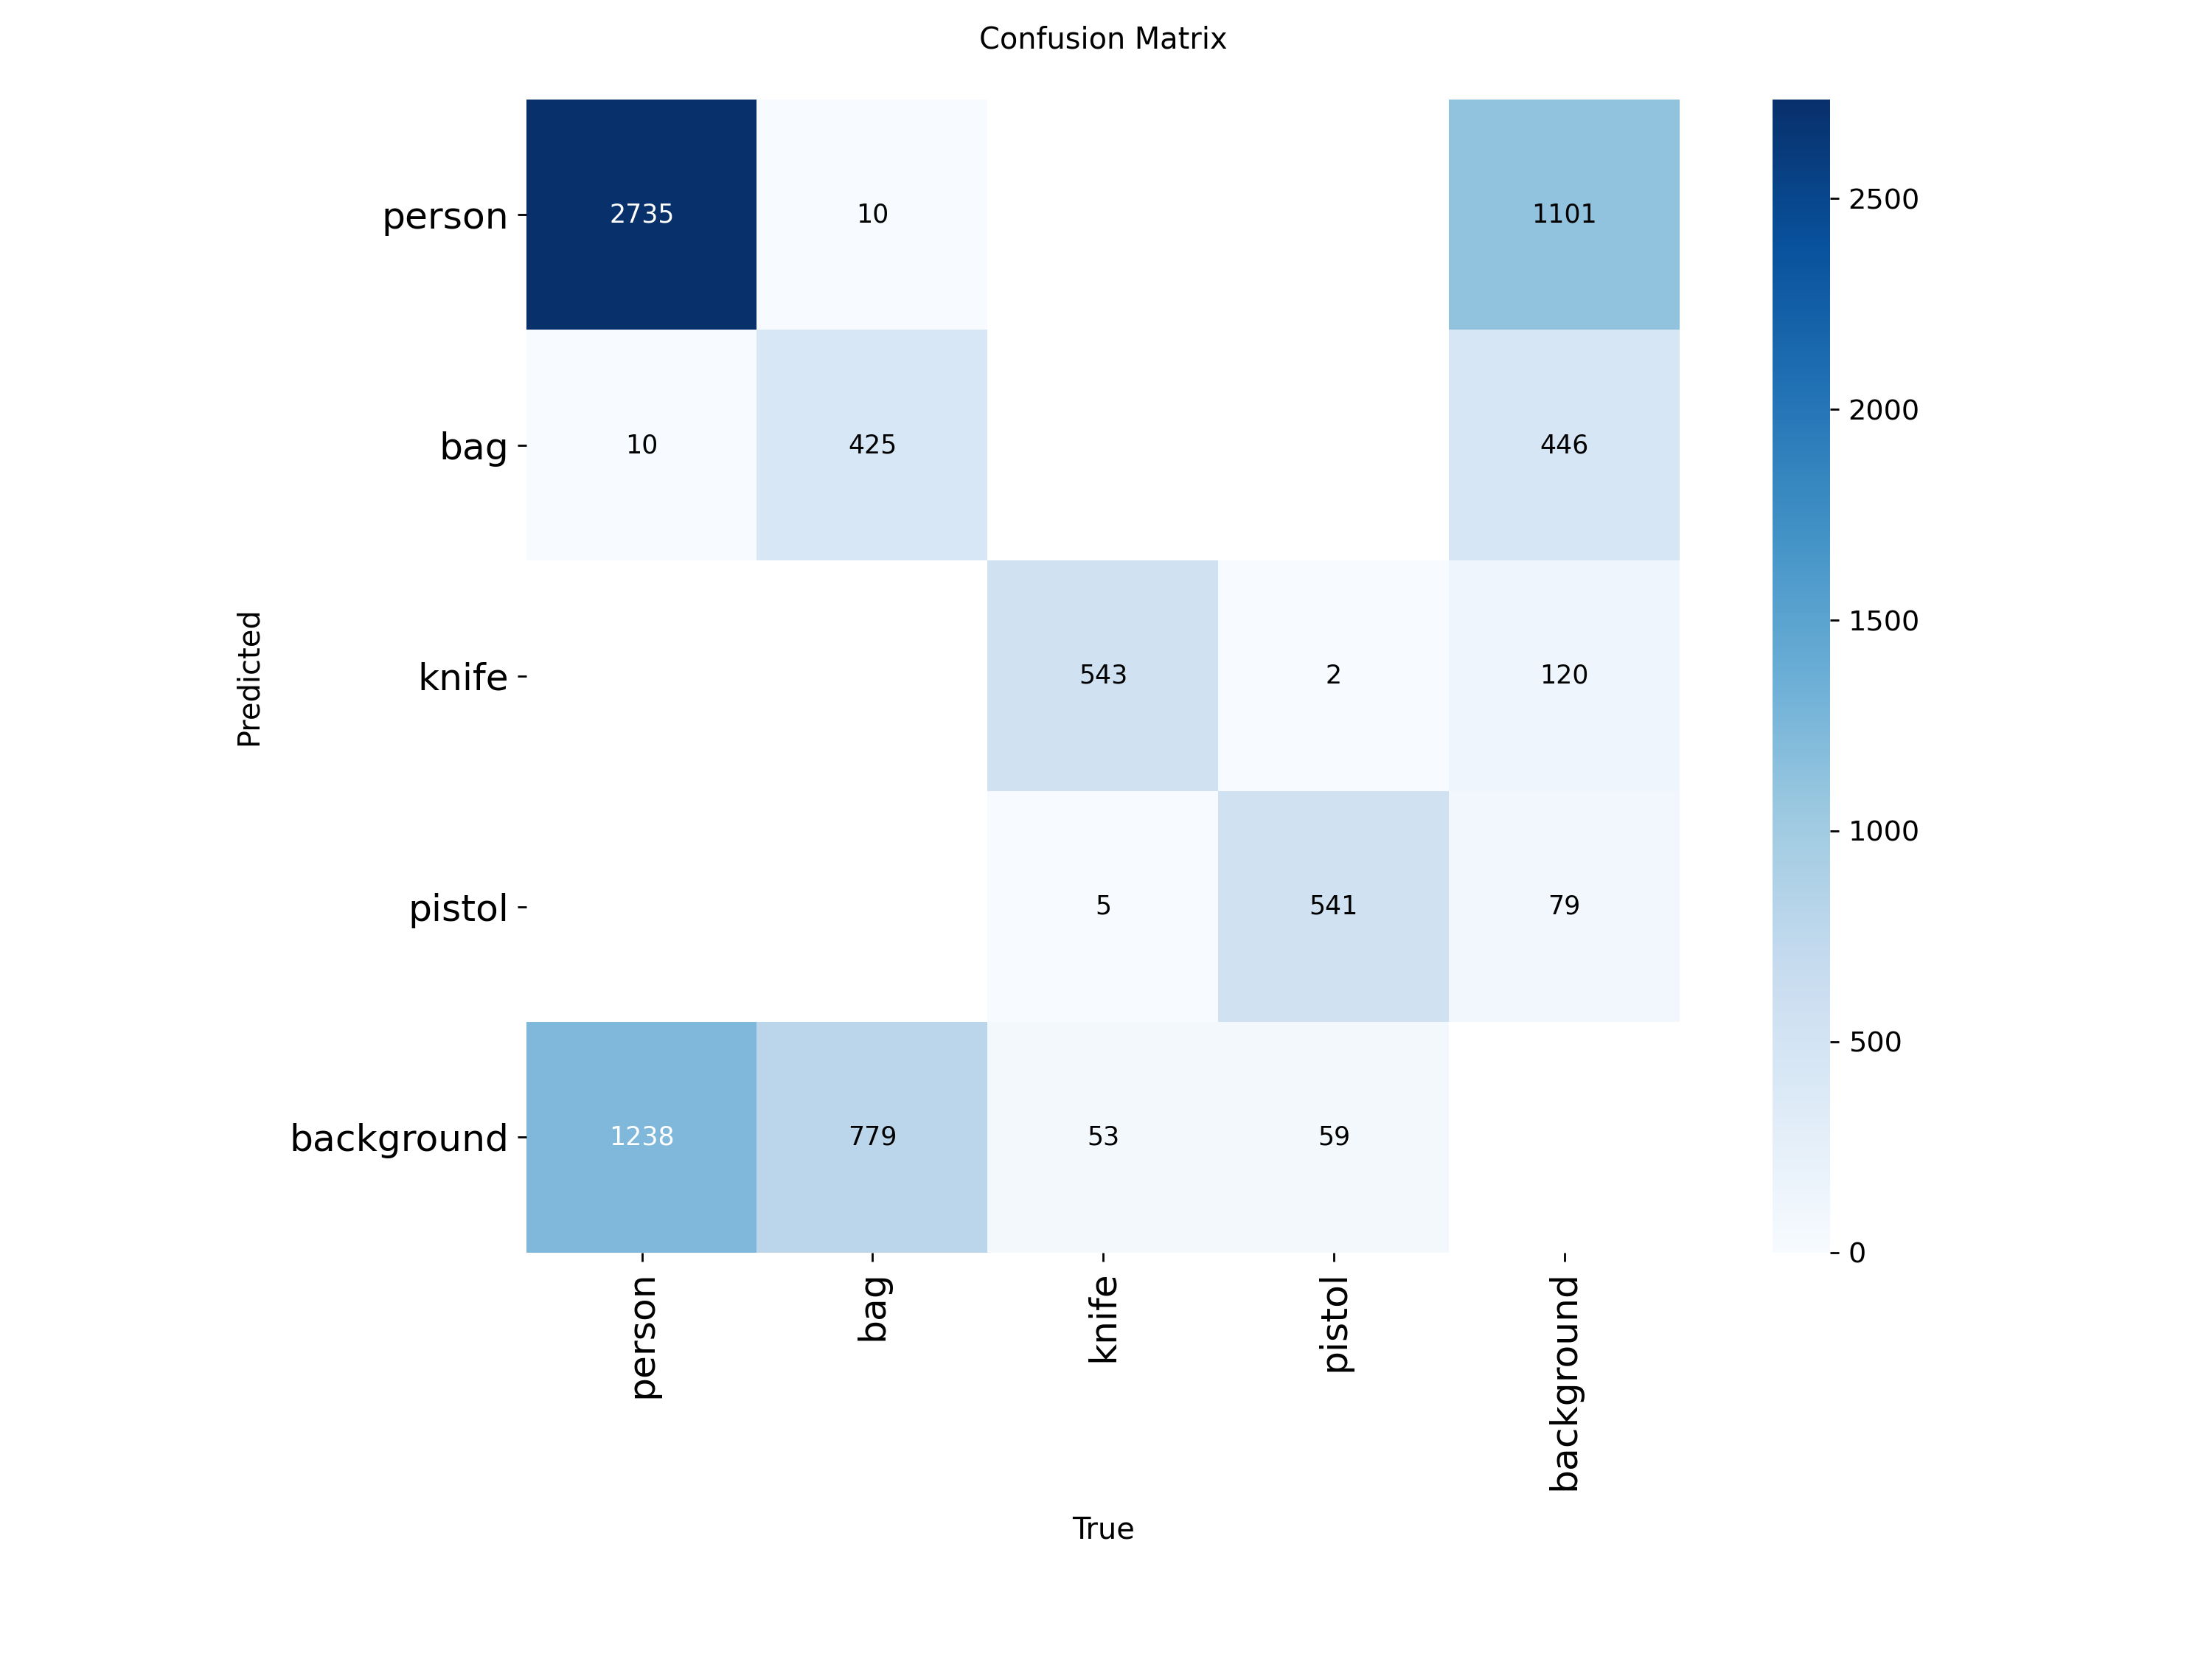 Confusion Matrix
person
2735
10
1101
2500
bag
10
425
446
2000
Predicted
knife
543
2
120
1500
pistol
5
541
79
1000
background
1238
779
53
59
500
0
person
bag
knife
pistol
background
True